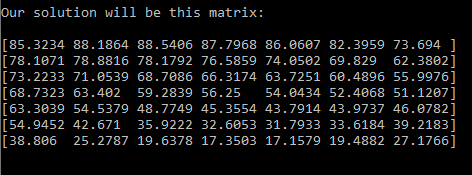 Our solution will be this matrix:
[85.3234 88.1864 88.5406 87.7968 86.0607 82.3959 73.694 ]
[78.1071 78.8816 78.1792 76.5859 74.0502 69.829  62.3802]
[73.2233 71.0539 68.7086 66.3174 63.7251 60.4896 55.9976]
[68.7323 63.402  59.2839 56.25   54.0434 52.4068 51.1207]
[63.3039 54.5379 48.7749 45.3554 43.7914 43.9737 46.0782]
[54.9452 42.671  35.9222 32.6053 31.7933 33.6184 39.2183]
[38.806  25.2787 19.6378 17.3503 17.1579 19.4882 27.1766]